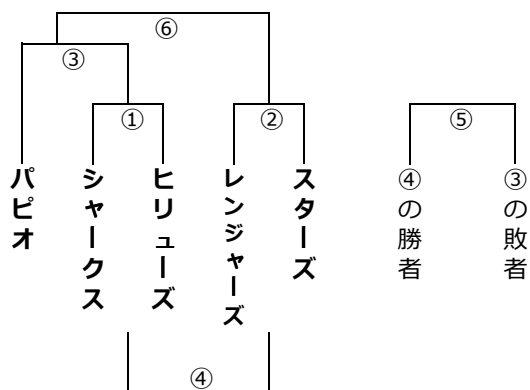 ⑥
③
①
②
⑤
パピオ
シャークス
ヒリューズ
レンジャーズ
スターズ
④の勝者
③の敗者
④